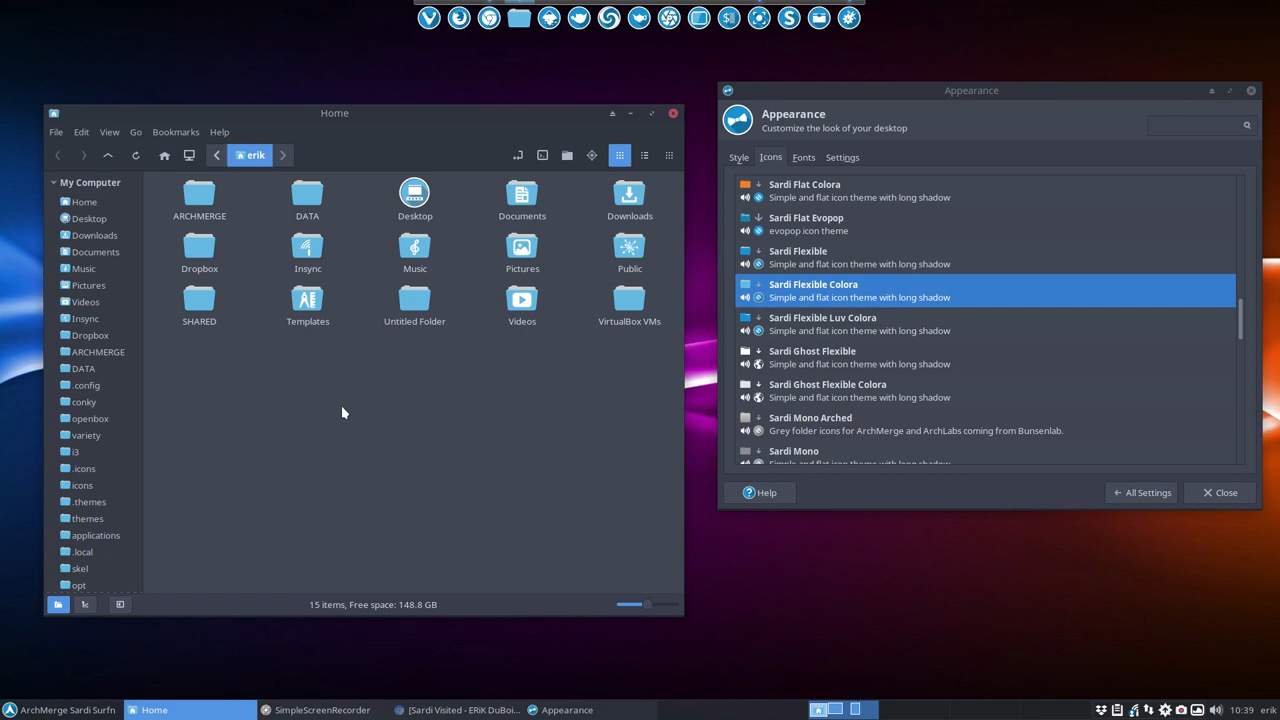 Home
File Edit View Go Bookmarks Help
erik
My Computer
Home
Desktop
Downloads
Documents
Music
Pictures
Videos
Insync
Dropbox
ARCHMERGE
DATA
.config
conky
openbox
variety
i3
.icons
icons
.themes
themes
applications
.local
skel
opt
ARCHMERGE DATA Desktop Documents Downloads
Dropbox Insync Music Pictures Public
SHARED Templates Untitled Folder Videos VirtualBox VMs
15 items, Free space: 148.8 GB
Appearance
Appearance
Customize the look of your desktop
Style Icons Fonts Settings
Sardi Flat Colora
Simple and flat icon theme with long shadow
Sardi Flat Evopop
evopop icon theme
Sardi Flexible
Simple and flat icon theme with long shadow
Sardi Flexible Colora
Simple and flat icon theme with long shadow
Sardi Flexible Luv Colora
Simple and flat icon theme with long shadow
Sardi Ghost Flexible
Simple and flat icon theme with long shadow
Sardi Ghost Flexible Colora
Simple and flat icon theme with long shadow
Sardi Mono Arched
Grey folder icons for ArchMerge and ArchLabs coming from Bunsenlab.
Sardi Mono
Simple and flat icon theme with long shadow
Help All Settings Close
ArchMerge Sardi Surfn Home SimpleScreenRecorder [Sardi Visited - ERiK DuBoi... Appearance 10:39 erik